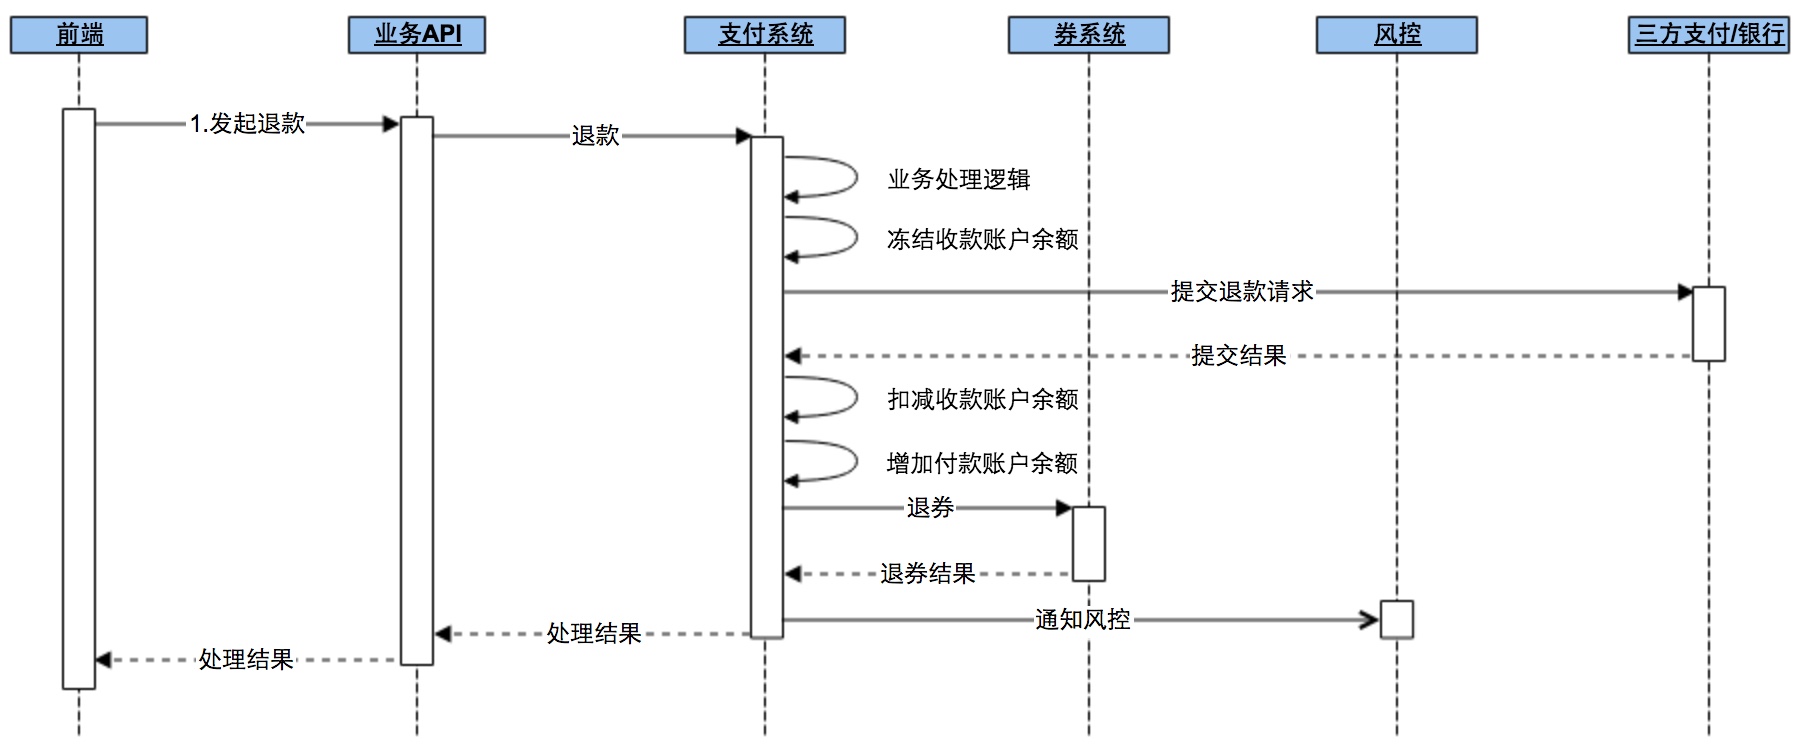 前端
业务API
支付系统
券系统
风控
三方支付/银行
1.发起退款
退款
业务处理逻辑
冻结收款账户余额
提交退款请求
提交结果
扣减收款账户余额
增加付款账户余额
退券
退券结果
通知风控
处理结果
处理结果